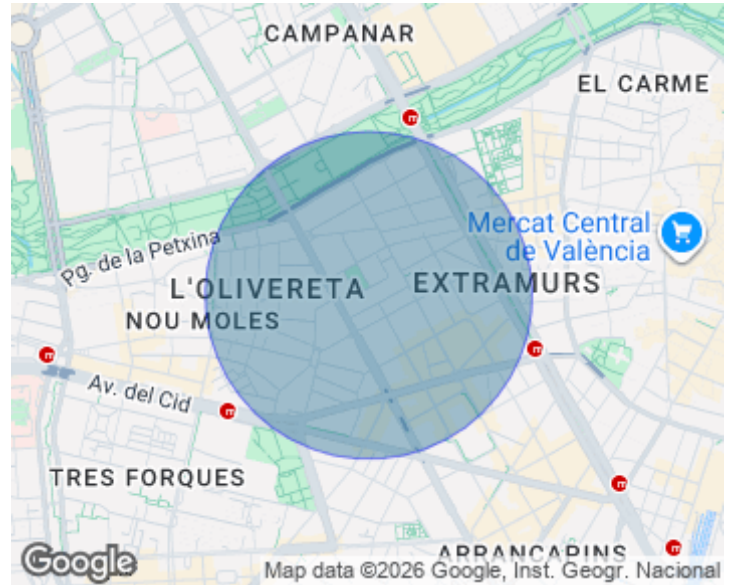 CAMPANAR
EL CARME
Mercat Central
de València
Pg. de la Petxina
L'OLIVERETA
EXTRAMURS
NOU MOLES
Av. del Cid
TRES FORQUES
ARRANCAPINS
Google
Map data ©2026 Google, Inst. Geogr. Nacional